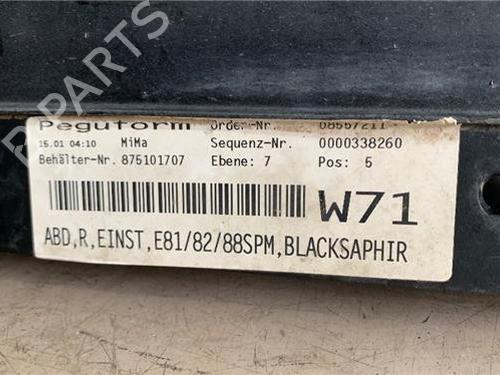 Peguform Order-Nr. 08557211
15.01 04:10 MiMa Sequenz-Nr. 0000338260
Behälter-Nr. 875101707 Ebene: 7 Pos: 5
W71
ABD,R,EINST,E81/82/88SPM,BLACKSAPHIR